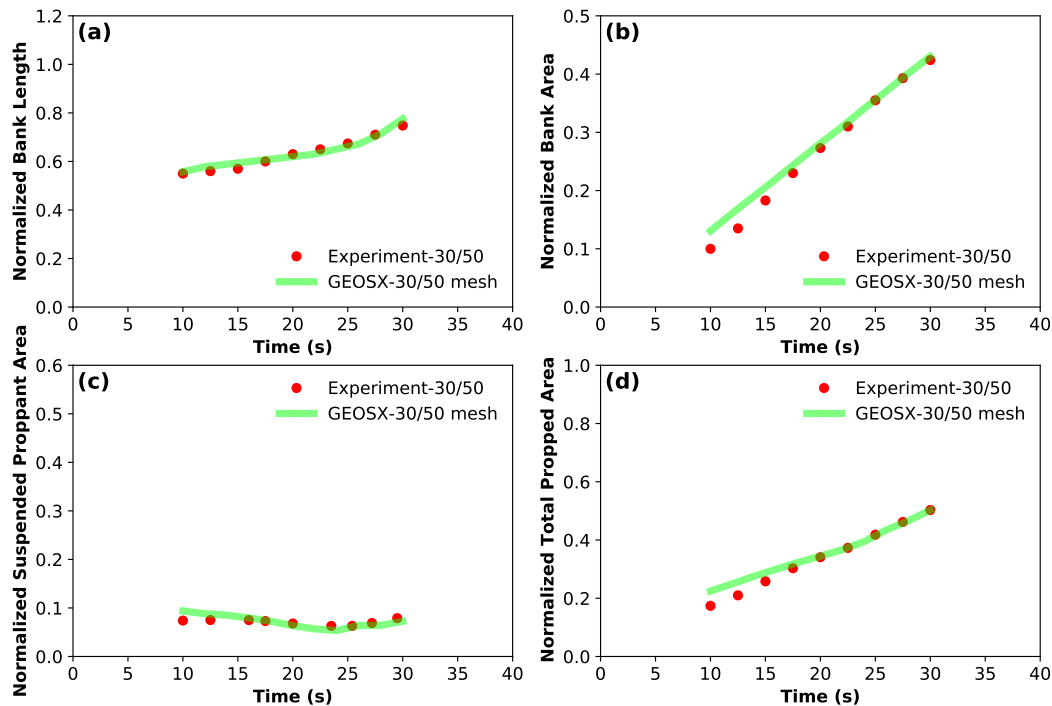 (a)
Normalized Bank Length
1.2
1.0
0.8
0.6
0.4
0.2
0.0
Experiment-30/50
GEOSX-30/50 mesh
0 5 10 15 20 25 30 35 40
Time (s)
(b)
Normalized Bank Area
0.5
0.4
0.3
0.2
0.1
0.0
Experiment-30/50
GEOSX-30/50 mesh
0 5 10 15 20 25 30 35 40
Time (s)
(c)
Normalized Suspended Proppant Area
0.6
0.5
0.4
0.3
0.2
0.1
0.0
Experiment-30/50
GEOSX-30/50 mesh
0 5 10 15 20 25 30 35 40
Time (s)
(d)
Normalized Total Propped Area
1.0
0.8
0.6
0.4
0.2
0.0
Experiment-30/50
GEOSX-30/50 mesh
0 5 10 15 20 25 30 35 40
Time (s)